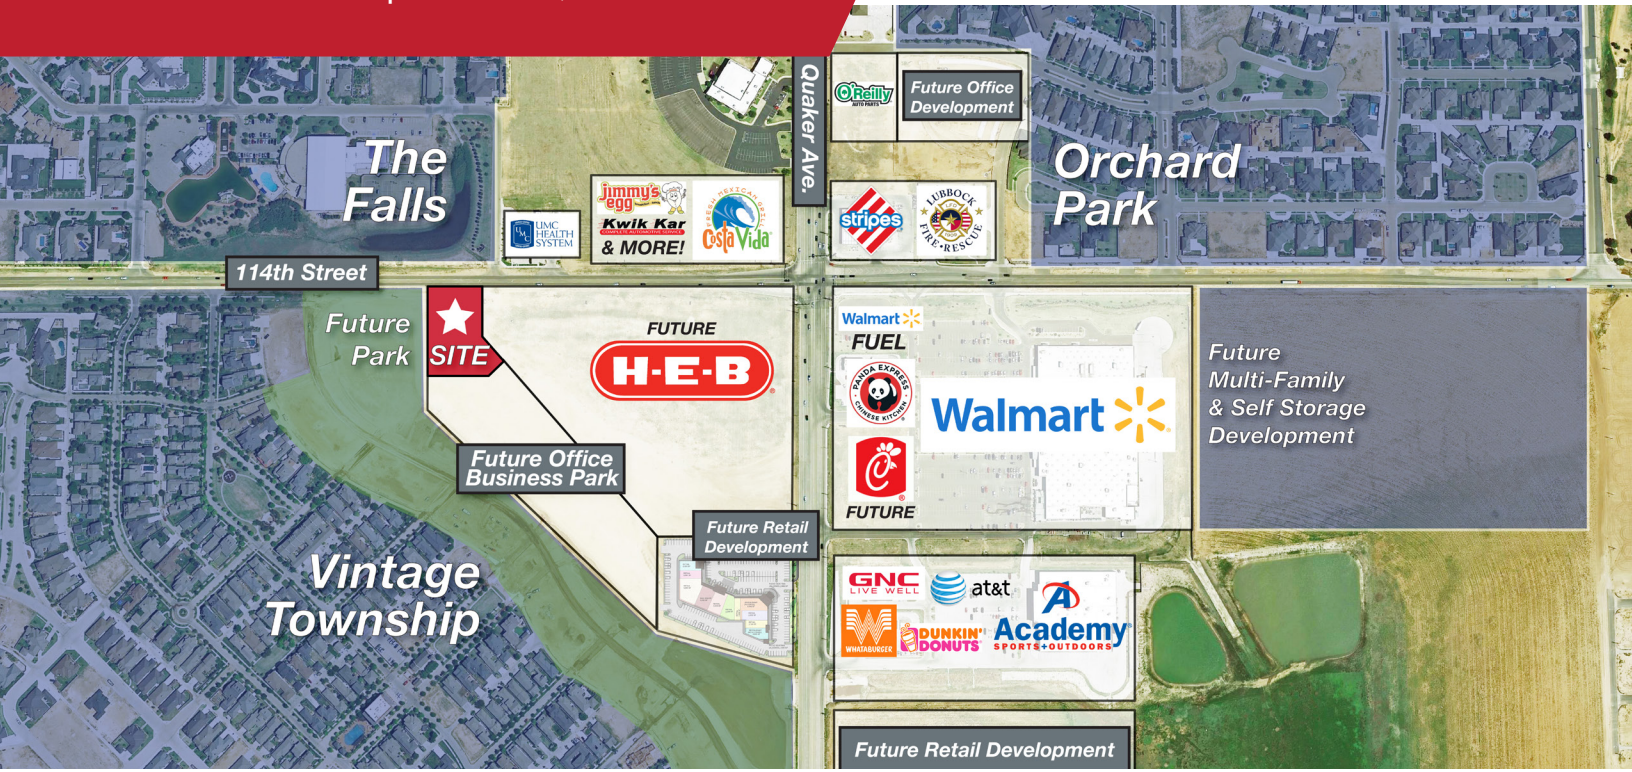 Quaker Ave.
O'Reilly
AUTO PARTS
Future Office
Development
The
Falls
Orchard
Park
UMC
UMC
HEALTH
SYSTEM
jimmy's
egg
Kwik Kar
COMPLETE AUTOMOTIVE SERVICE
& MORE!
FRESH MEXICAN GRILL
Costa Vida
stripes
LUBBOCK
FIRE•RESCUE
114th Street
Future
Park
SITE
FUTURE
H-E-B
Walmart
FUEL
PANDA EXPRESS
CHINESE KITCHEN
Walmart
FUTURE
Future
Multi-Family
& Self Storage
Development
Future Office
Business Park
Future Retail
Development
Vintage
Township
GNC
LIVE WELL
at&t
WHATABURGER
DUNKIN'
DONUTS
Academy
SPORTS+OUTDOORS
Future Retail Development